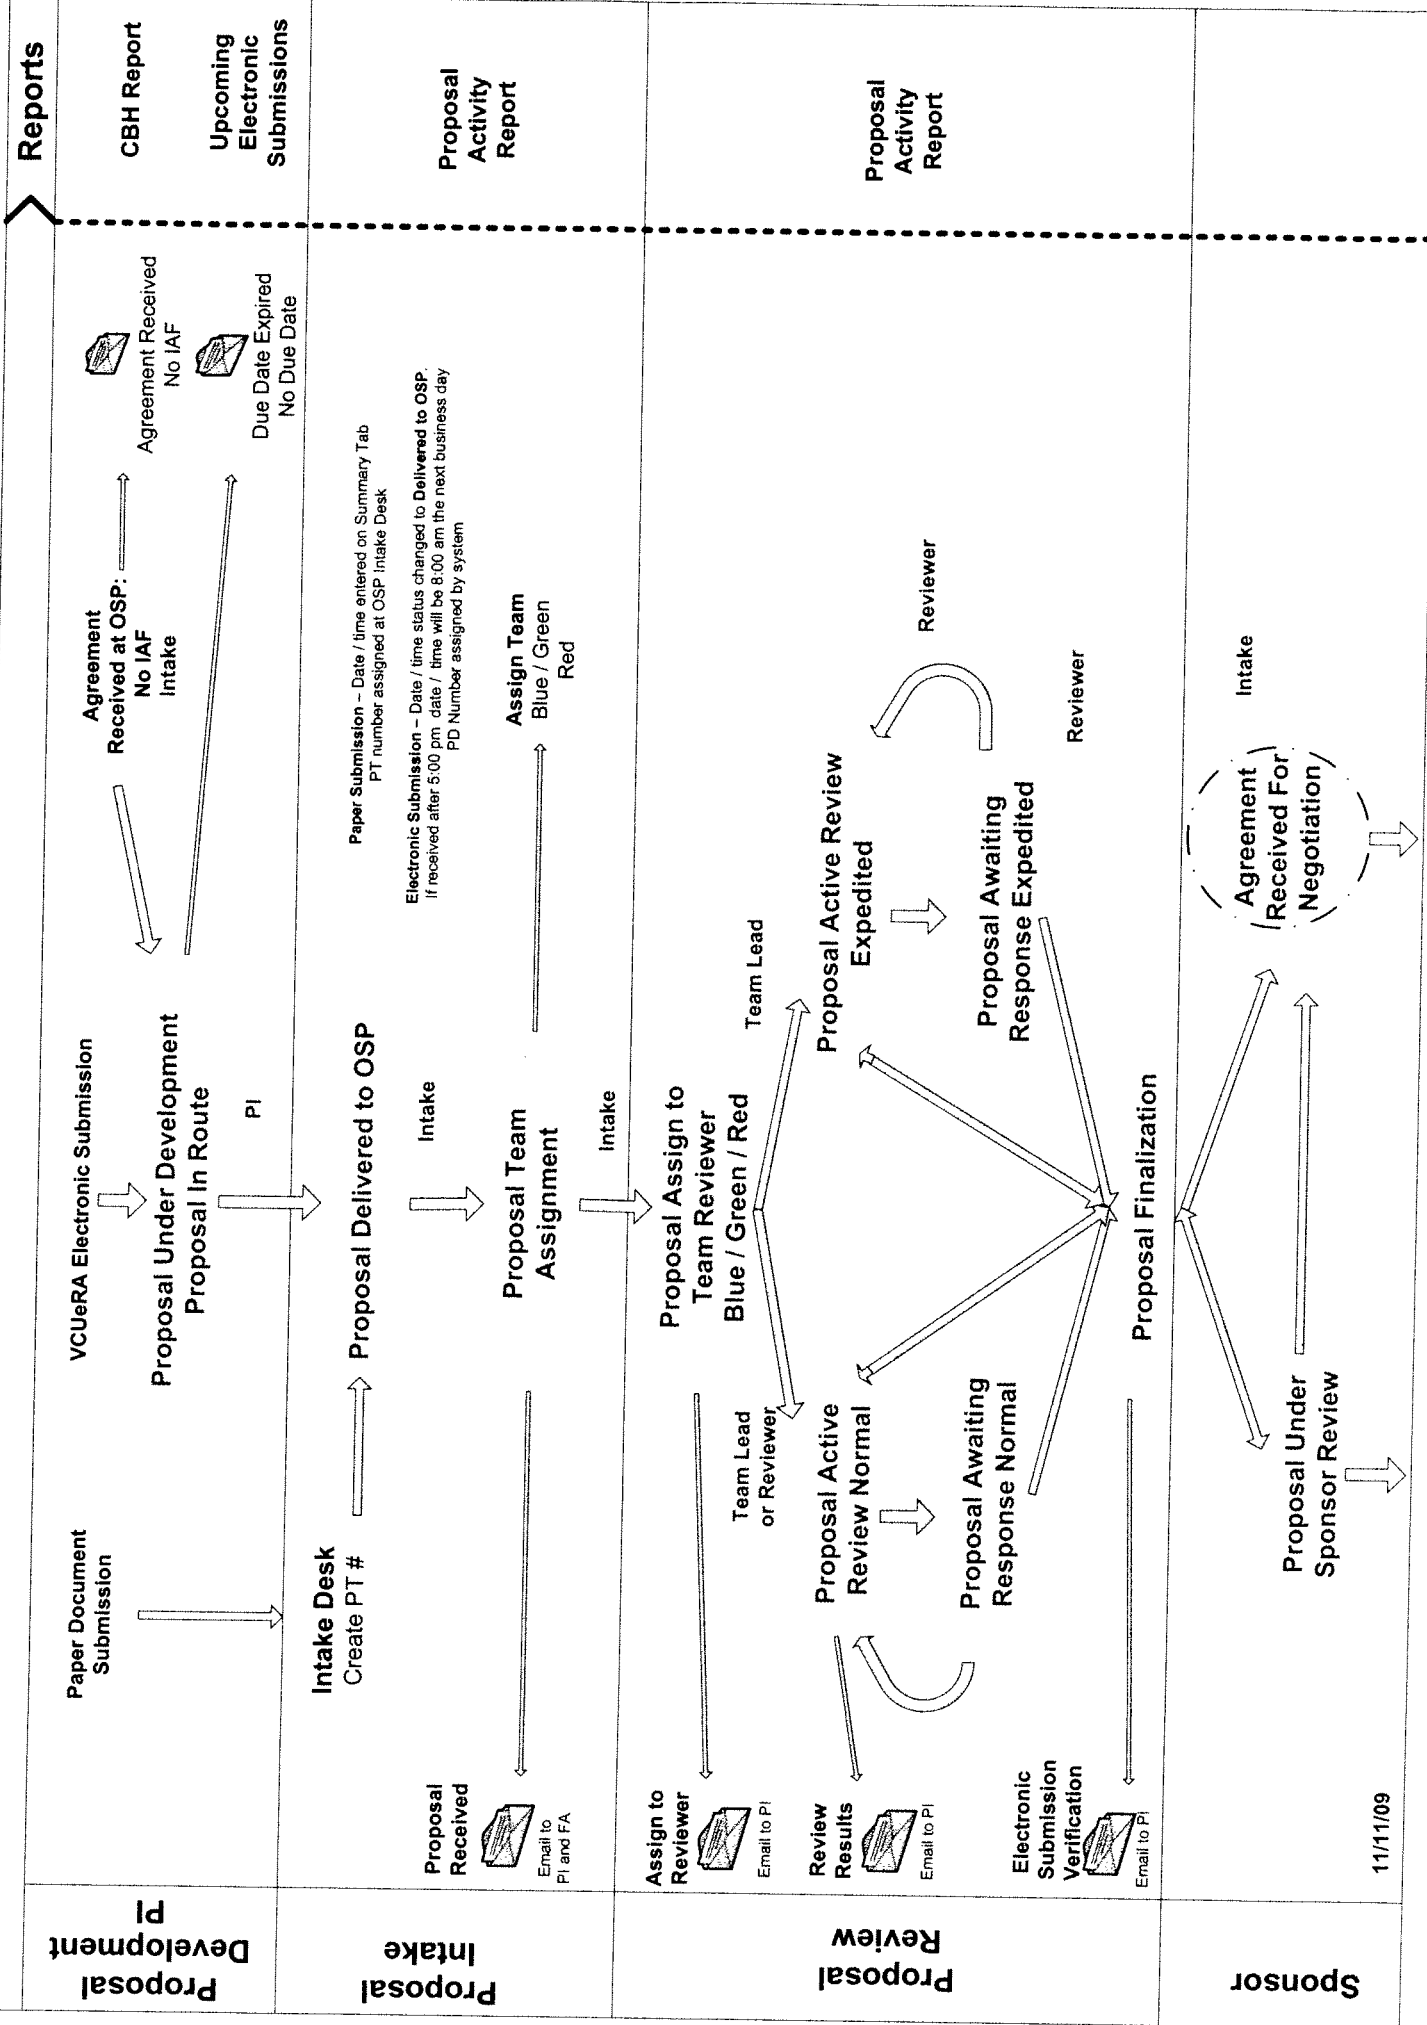 Reports
Proposal
Development
PI
Paper Document
Submission
VCUeRA Electronic Submission
Proposal Under Development
Proposal In Route
PI
Agreement
Received at OSP:
No IAF
Intake
Agreement Received
No IAF
Due Date Expired
No Due Date
CBH Report
Upcoming
Electronic
Submissions
Proposal
Intake
Intake Desk
Create PT #
Proposal Delivered to OSP
Intake
Paper Submission – Date / time entered on Summary Tab
PT number assigned at OSP Intake Desk
Electronic Submission – Date / time status changed to Delivered to OSP.
If received after 5:00 pm date / time will be 8:00 am the next business day
PD Number assigned by system
Proposal
Received
Email to
PI and FA
Proposal Team
Assignment
Intake
Assign Team
Blue / Green
Red
Proposal
Activity
Report
Proposal
Review
Assign to
Reviewer
Email to PI
Proposal Assign to
Team Reviewer
Blue / Green / Red
Team Lead
or Reviewer
Team Lead
Review
Results
Email to PI
Proposal Active
Review Normal
Proposal Active Review
Expedited
Reviewer
Proposal Awaiting
Response Normal
Proposal Awaiting
Response Expedited
Reviewer
Electronic
Submission
Verification
Email to PI
Proposal Finalization
Proposal
Activity
Report
Sponsor
Proposal Under
Sponsor Review
Agreement
Received For
Negotiation
Intake
11/11/09